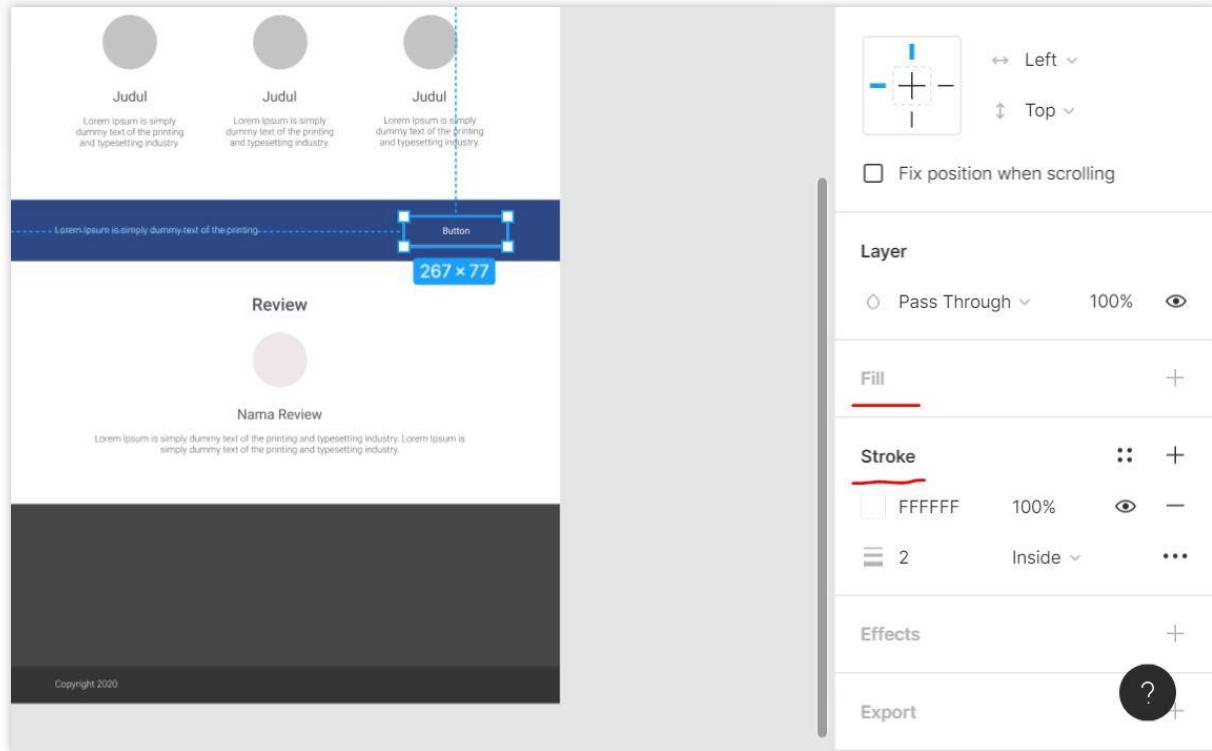 Judul
Judul
Judul
Lorem Ipsum is simply
dummy text of the printing
and typesetting industry.
Lorem Ipsum is simply
dummy text of the printing
and typesetting industry.
Lorem Ipsum is simply
dummy text of the printing
and typesetting industry.
Lorem Ipsum is simply dummy text of the printing
Button
267 × 77
Review
Nama Review
Lorem Ipsum is simply dummy text of the printing and typesetting industry. Lorem Ipsum is
simply dummy text of the printing and typesetting industry.
Copyright 2020
Left
Top
Fix position when scrolling
Layer
Pass Through 100%
Fill
Stroke
FFFFFF 100%
2 Inside
Effects
Export
?